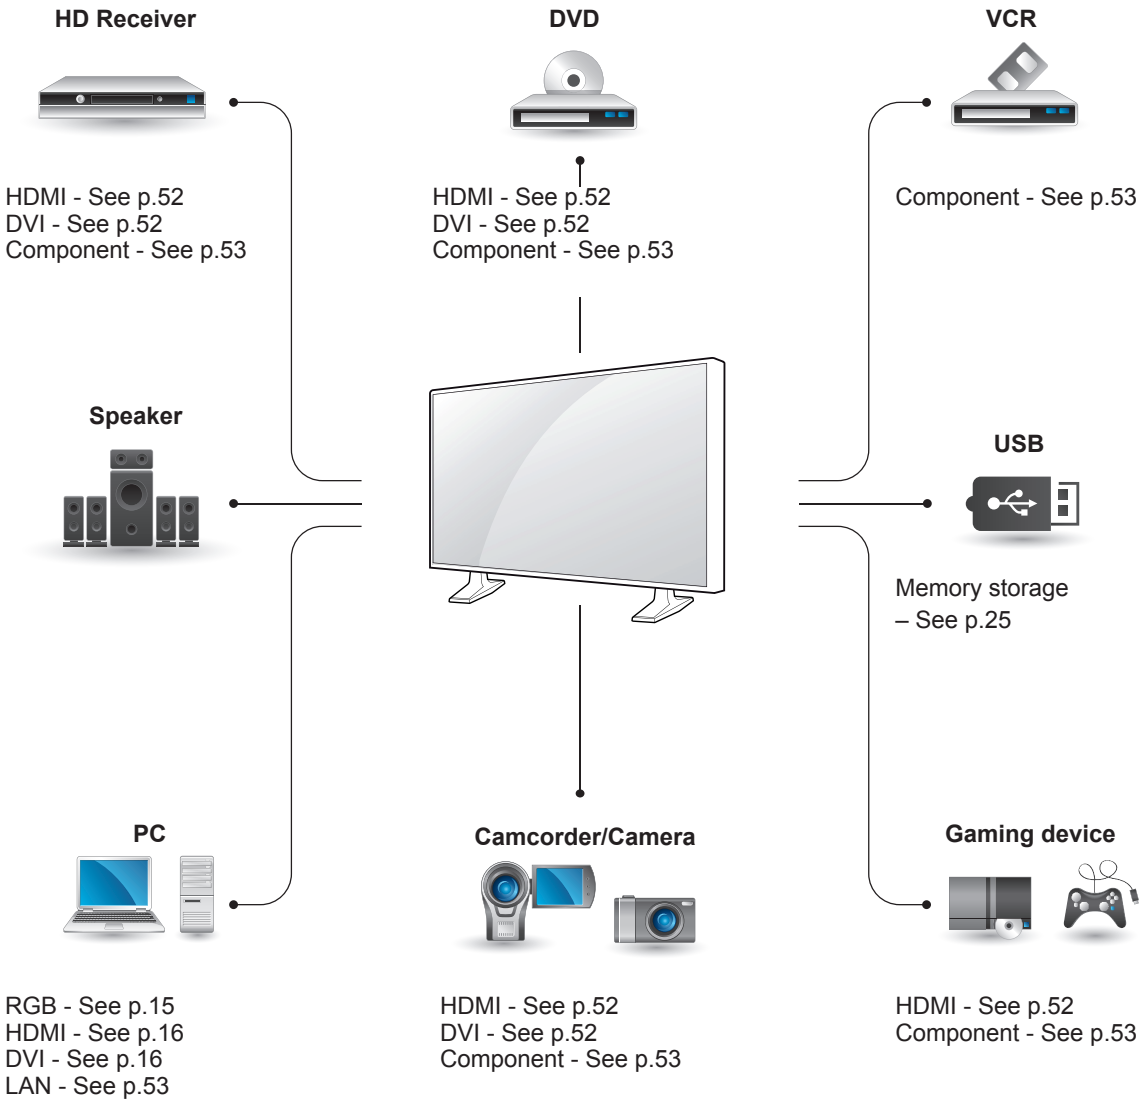 HD Receiver
HDMI - See p.52
DVI - See p.52
Component - See p.53
DVD
HDMI - See p.52
DVI - See p.52
Component - See p.53
VCR
Component - See p.53
Speaker
USB
Memory storage
– See p.25
PC
RGB - See p.15
HDMI - See p.16
DVI - See p.16
LAN - See p.53
Camcorder/Camera
HDMI - See p.52
DVI - See p.52
Component - See p.53
Gaming device
HDMI - See p.52
Component - See p.53